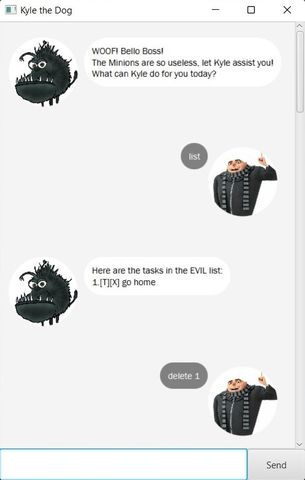 Kyle the Dog
WOOF! Bello Boss!
The Minions are so useless, let Kyle assist you!
What can Kyle do for you today?
list
Here are the tasks in the EVIL list:
1.[T][X] go home
delete 1
Send